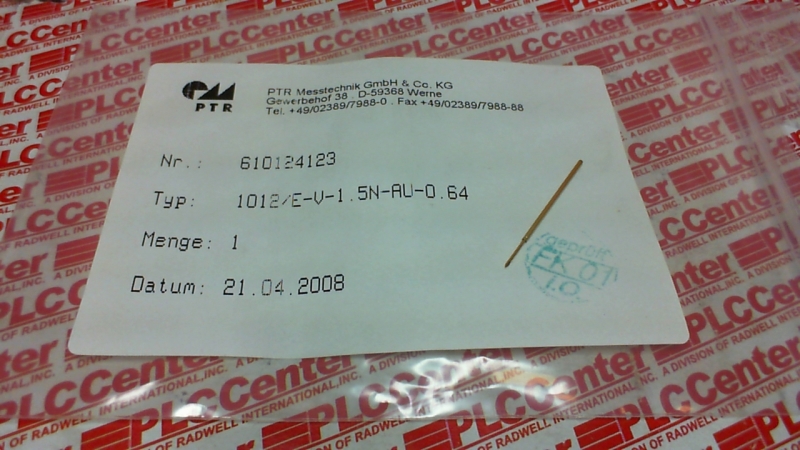 PTR
PTR Messtechnik GmbH & Co. KG
Gewerbehof 38 . D-59368 Werne
Tel. +49/02389/7988-0 . Fax +49/02389/7988-88
Nr.: 610124123
Typ: 1012/E-V-1.5N-AU-0.64
Menge: 1
Datum: 21.04.2008
geprüft
FK 01
i.O.
PLCCenter
A DIVISION OF RADWELL INTERNATIONAL, INC.